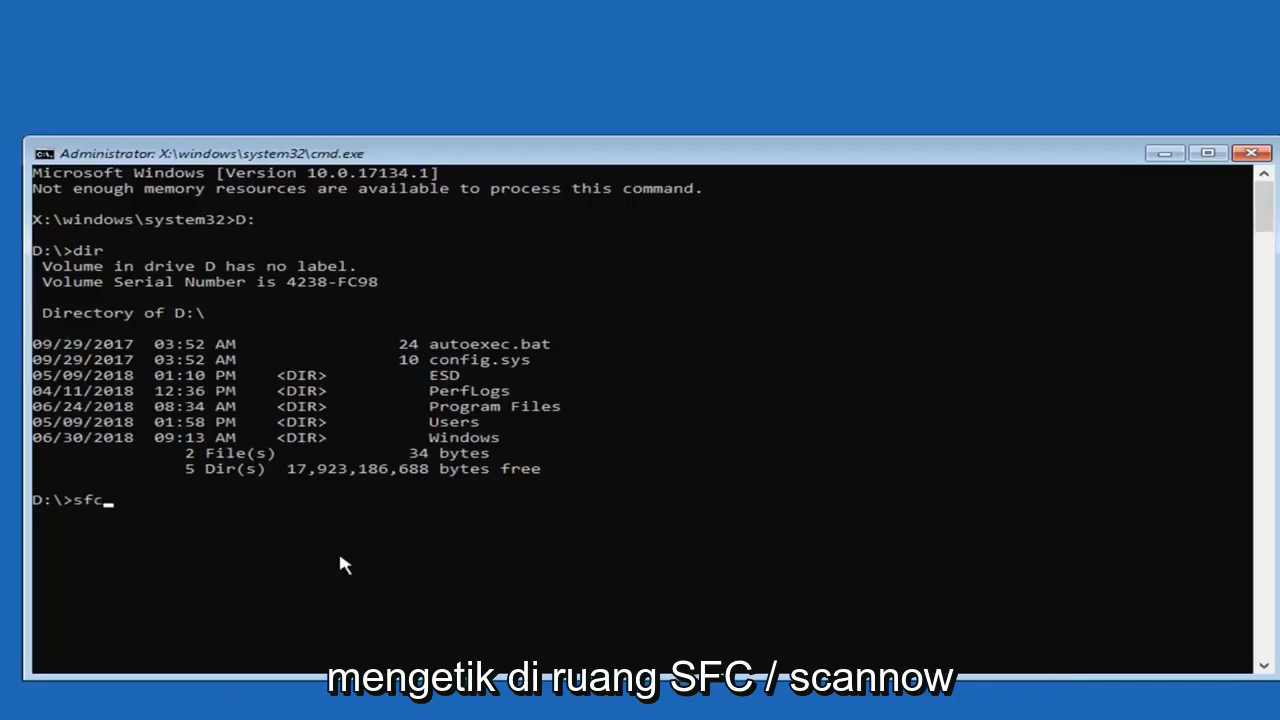 Administrator: X:\windows\system32\cmd.exe
Microsoft Windows [Version 10.0.17134.1]
Not enough memory resources are available to process this command.
X:\windows\system32>D:
D:\>dir
Volume in drive D has no label.
Volume Serial Number is 4238-FC98
Directory of D:\
09/29/2017 03:52 AM 24 autoexec.bat
09/29/2017 03:52 AM 10 config.sys
05/09/2018 01:10 PM <DIR> ESD
04/11/2018 12:36 PM <DIR> PerfLogs
06/24/2018 08:34 AM <DIR> Program Files
05/09/2018 01:58 PM <DIR> Users
06/30/2018 09:13 AM <DIR> Windows
2 File(s) 34 bytes
5 Dir(s) 17,923,186,688 bytes free
D:\>sfc_
mengetik di ruang SFC / scannow